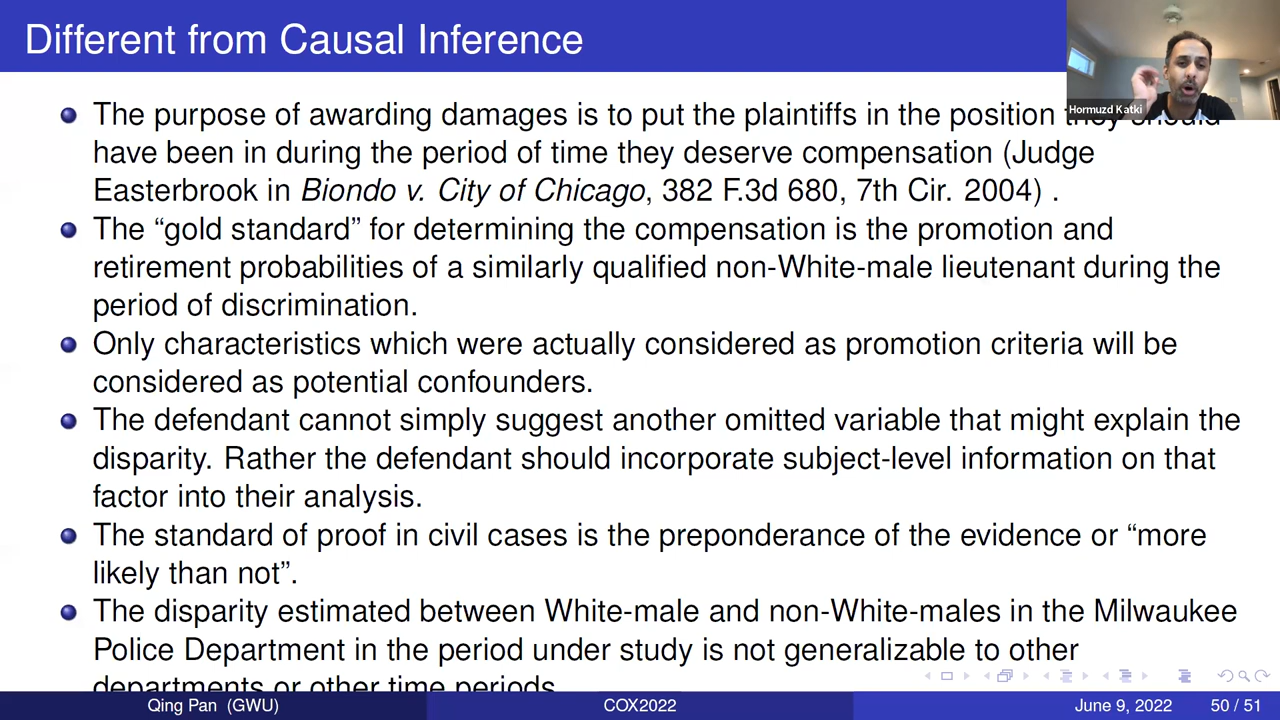 Different from Causal Inference
Hormuzd Katki
The purpose of awarding damages is to put the plaintiffs in the position they should
have been in during the period of time they deserve compensation (Judge
Easterbrook in Biondo v. City of Chicago, 382 F.3d 680, 7th Cir. 2004) .
The “gold standard” for determining the compensation is the promotion and
retirement probabilities of a similarly qualified non-White-male lieutenant during the
period of discrimination.
Only characteristics which were actually considered as promotion criteria will be
considered as potential confounders.
The defendant cannot simply suggest another omitted variable that might explain the
disparity. Rather the defendant should incorporate subject-level information on that
factor into their analysis.
The standard of proof in civil cases is the preponderance of the evidence or “more
likely than not”.
The disparity estimated between White-male and non-White-males in the Milwaukee
Police Department in the period under study is not generalizable to other
departments or other time periods.
Qing Pan (GWU)
COX2022
June 9, 2022
50 / 51